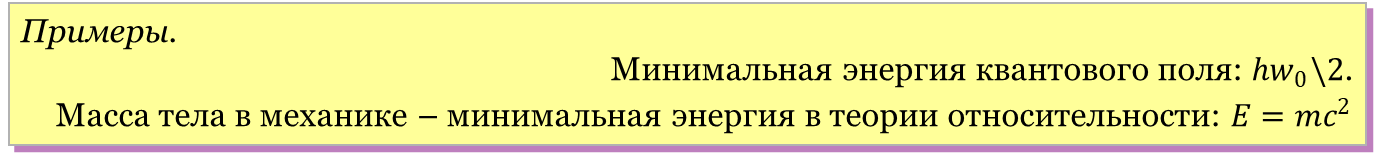 Примеры.
Минимальная энергия квантового поля: hw₀\2.
Масса тела в механике – минимальная энергия в теории относительности: E = mc²